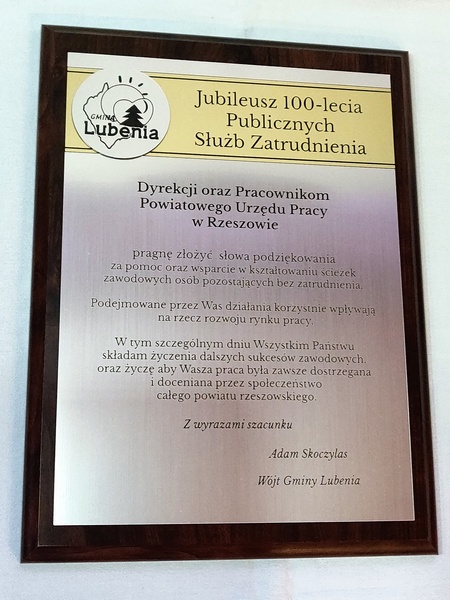 GMINA
Lubenia
Jubileusz 100-lecia
Publicznych
Służb Zatrudnienia
Dyrekcji oraz Pracownikom
Powiatowego Urzędu Pracy
w Rzeszowie
pragnę złożyć słowa podziękowania
za pomoc oraz wsparcie w kształtowaniu ścieżek
zawodowych osób pozostających bez zatrudnienia.
Podejmowane przez Was działania korzystnie wpływają
na rzecz rozwoju rynku pracy.
W tym szczególnym dniu Wszystkim Państwu
składam życzenia dalszych sukcesów zawodowych,
oraz życzę aby Wasza praca była zawsze dostrzegana
i doceniana przez społeczeństwo
całego powiatu rzeszowskiego.
Z wyrazami szacunku
Adam Skoczylas
Wójt Gminy Lubenia